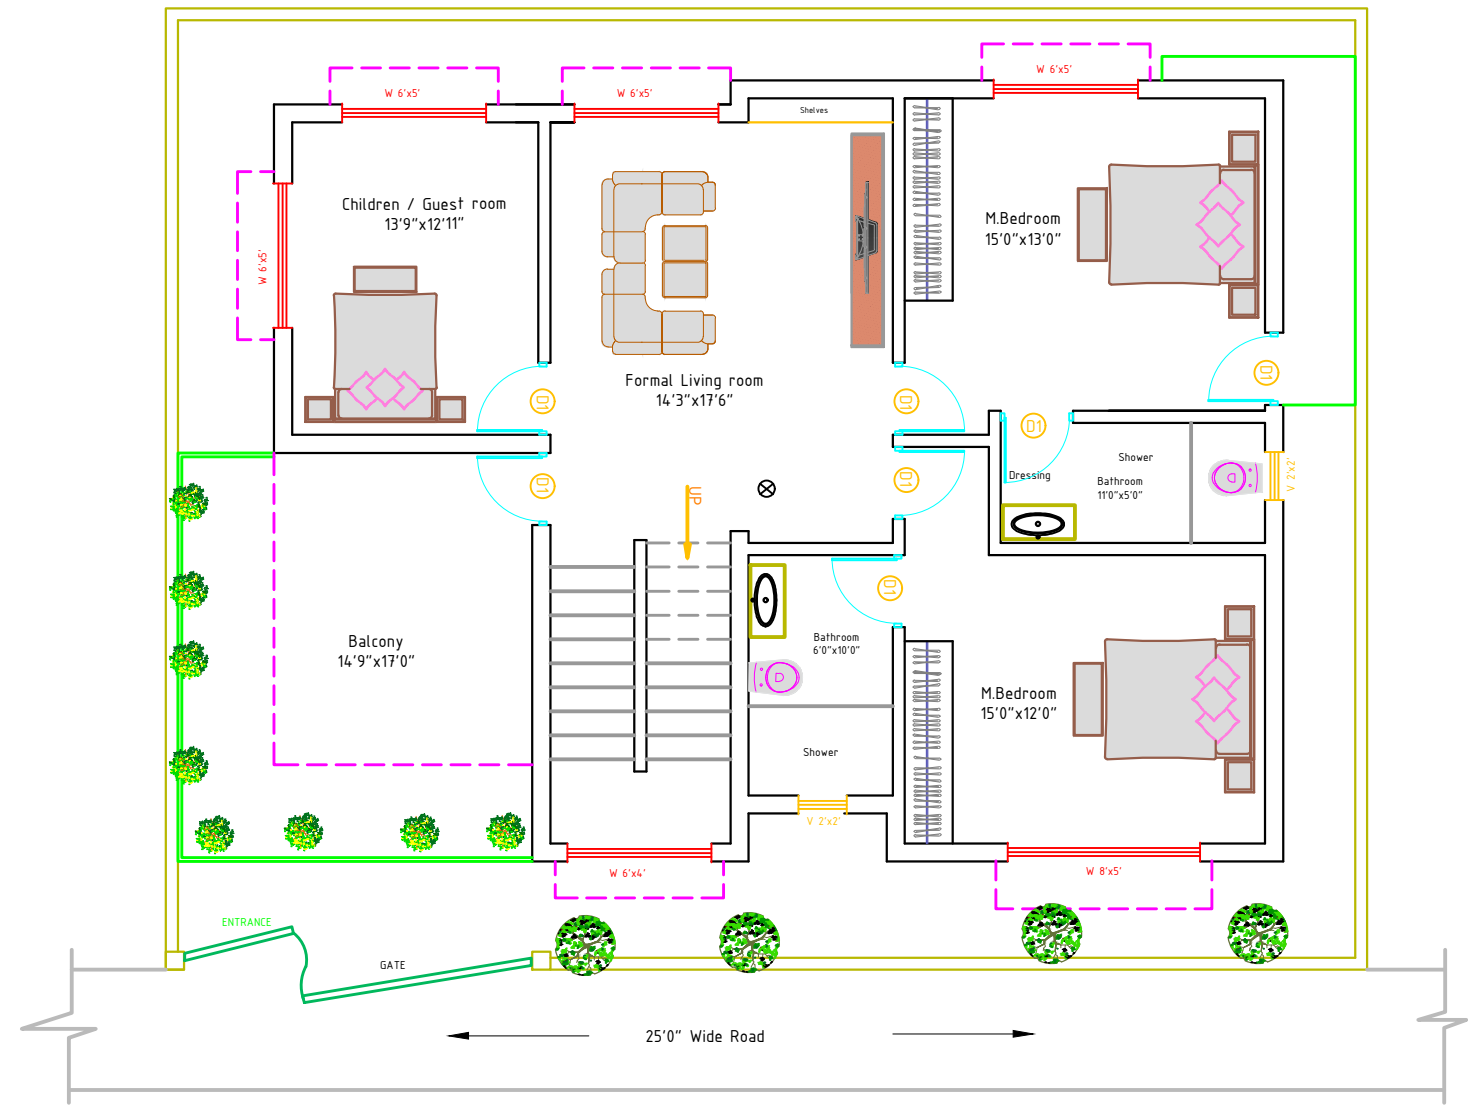 W 6'x5'
W 6'x5'
W 6'x5'
Shelves
Children / Guest room
13'9"x12'11"
M.Bedroom
15'0"x13'0"
W 6'x5'
Formal Living room
14'3"x17'6"
D1
D1
D1
D1
Shower
Dressing
Bathroom
11'0"x5'0"
V 2'x2'
D1
D1
UP
D1
Balcony
14'9"x17'0"
Bathroom
6'0"x10'0"
M.Bedroom
15'0"x12'0"
Shower
V 2'x2'
W 6'x4'
W 8'x5'
ENTRANCE
GATE
25'0" Wide Road